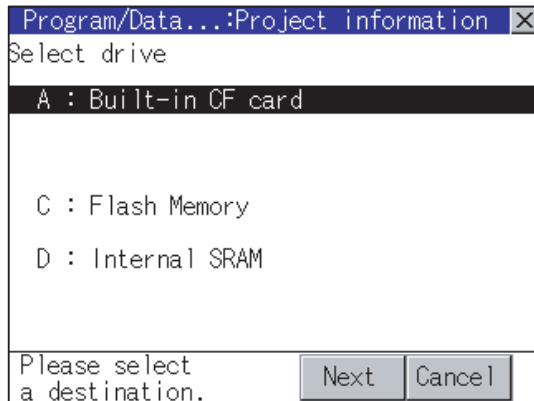 Program/Data...:Project information
Select drive
A : Built-in CF card
C : Flash Memory
D : Internal SRAM
Please select
a destination.
Next
Cancel